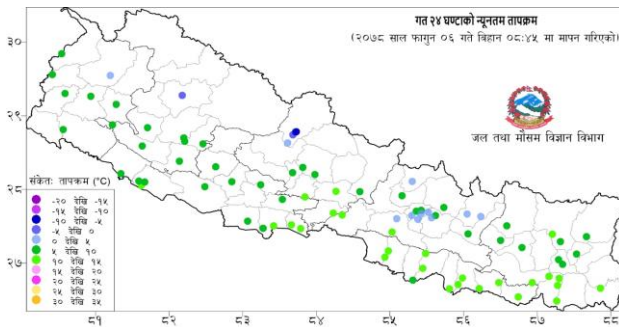 गत २४ घण्टाको न्यूनतम तापक्रम
(२०७८ साल फागुन ०६ गते बिहान ०८:४५ मा मापन गरिएको)
जल तथा मौसम विज्ञान विभाग
३०
२९
२८
२७
संकेतः तापक्रम (°C)
-२० देखि -१५
-१५ देखि -१०
-१० देखि -५
-५ देखि ०
० देखि ५
५ देखि १०
१० देखि १५
१५ देखि २०
२० देखि २५
२५ देखि ३०
३० देखि ३५
८१
८२
८३
८४
८५
८६
८७
८८